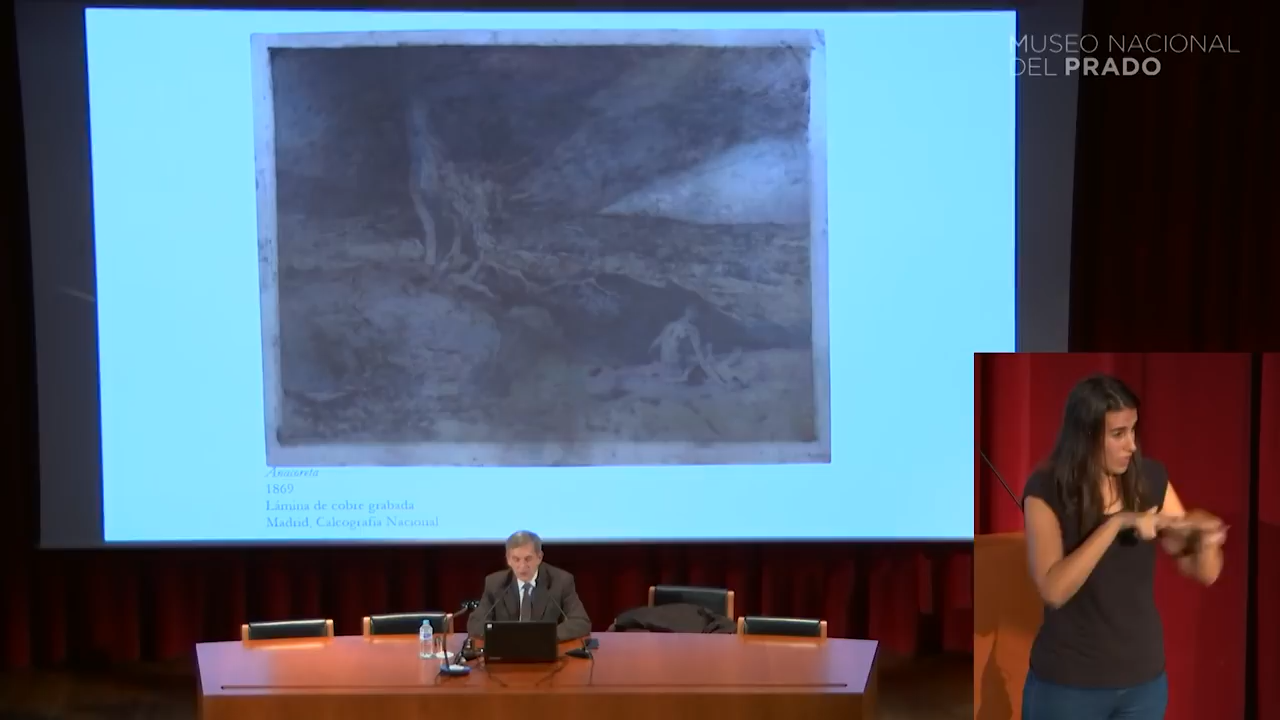 MUSEO NACIONAL
DEL PRADO
Anacoreta
1869
Lámina de cobre grabada
Madrid, Calcografía Nacional